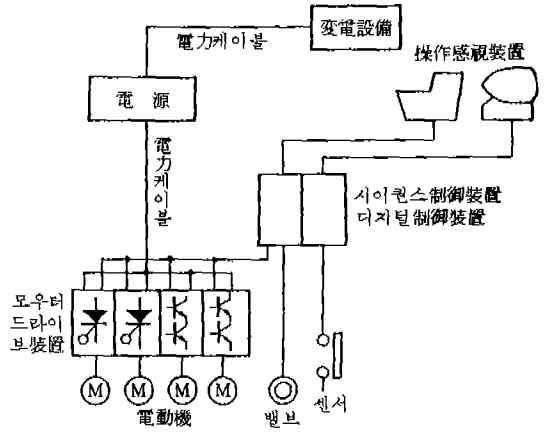 變電設備
電力케이블
操作感視裝置
電 源
電力케이블
시이퀀스制御裝置
디지털制御裝置
모우터
드라이
브裝置
M M M M
電動機
밸브
센서